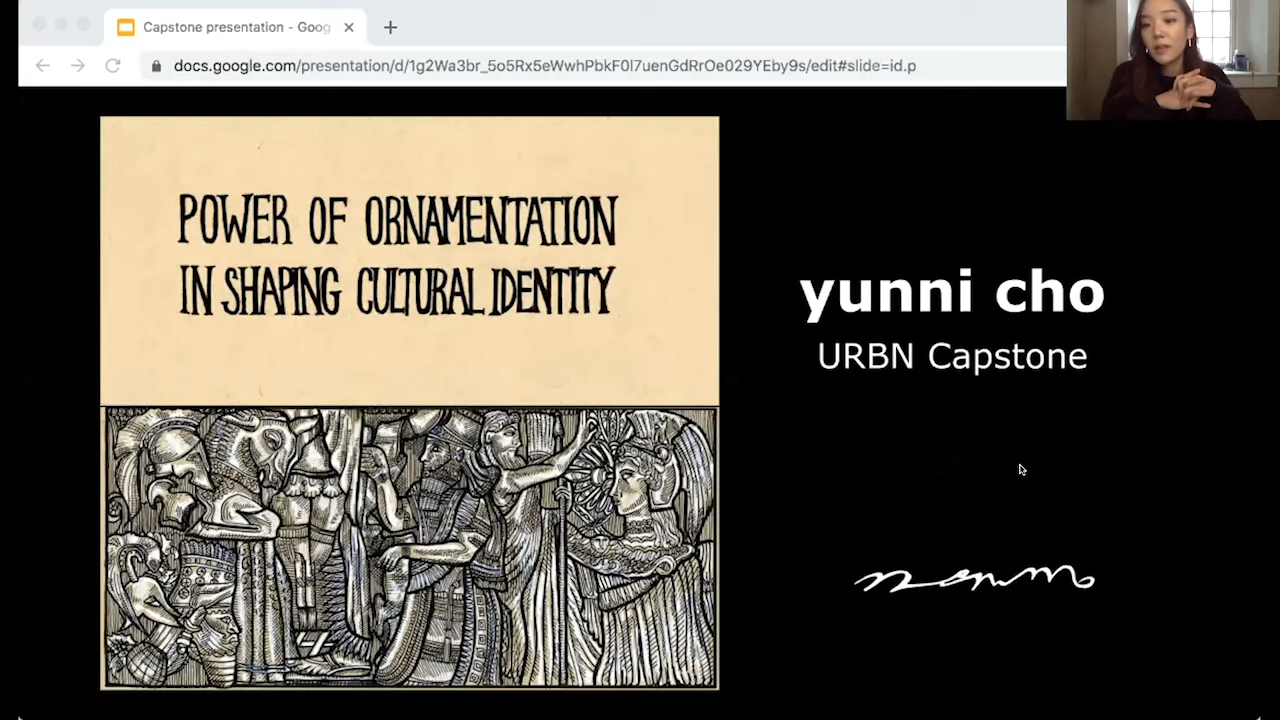 Capstone presentation - Goog
docs.google.com/presentation/d/1g2Wa3br_5o5Rx5eWwhPbkF0l7uenGdRrOe029YEby9s/edit#slide=id.p
POWER OF ORNAMENTATION
IN SHAPING CULTURAL IDENTITY
yunni cho
URBN Capstone